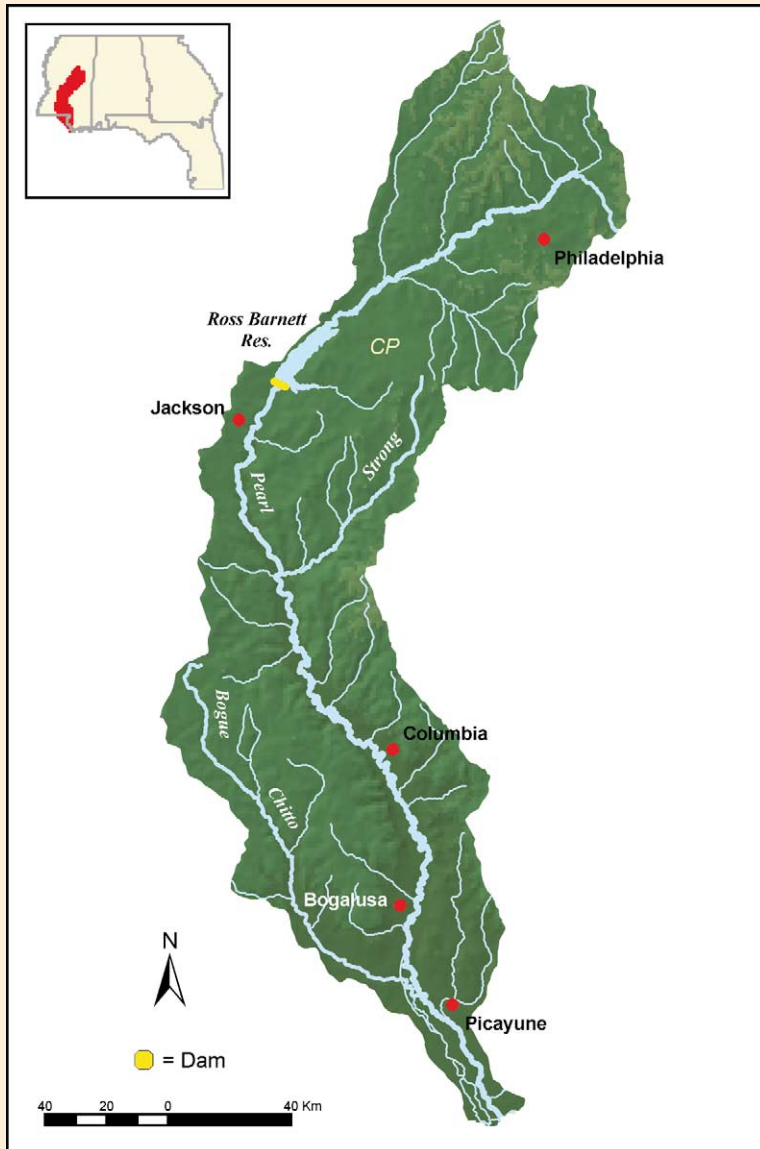 Philadelphia
Ross Barnett
Res.
CP
Jackson
Strong
Pearl
Bogue
Columbia
Chitto
Bogalusa
N
Picayune
= Dam
40 20 0 40 Km